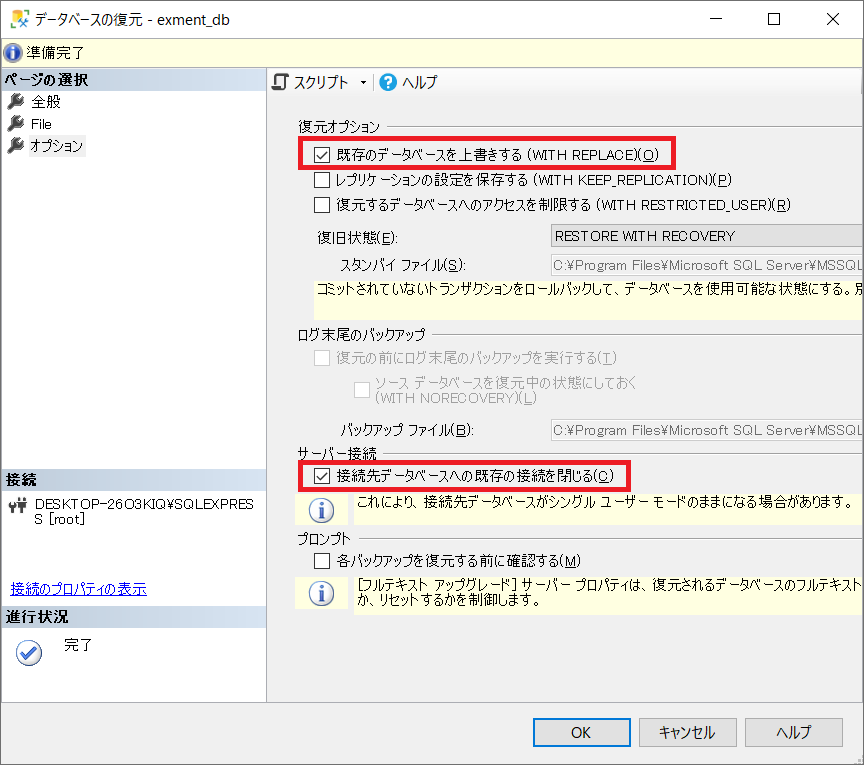 データベースの復元 - exment_db
準備完了
ページの選択
全般
File
オプション
スクリプト
ヘルプ
復元オプション
既存のデータベースを上書きする (WITH REPLACE)(O)
レプリケーションの設定を保存する (WITH KEEP_REPLICATION)(P)
復元するデータベースへのアクセスを制限する (WITH RESTRICTED_USER)(R)
復旧状態(E):
RESTORE WITH RECOVERY
スタンバイ ファイル(S):
C:¥Program Files¥Microsoft SQL Server¥MSSQL
コミットされていないトランザクションをロールバックして、データベースを使用可能な状態にする。別
ログ末尾のバックアップ
復元の前にログ末尾のバックアップを実行する(T)
ソース データベースを復元中の状態にしておく
(WITH NORECOVERY)(L)
バックアップ ファイル(B):
C:¥Program Files¥Microsoft SQL Server¥MSSQL
サーバー接続
接続先データベースへの既存の接続を閉じる(C)
これにより、接続先データベースがシングル ユーザー モードのままになる場合があります。
プロンプト
各バックアップを復元する前に確認する(M)
[フルテキスト アップグレード] サーバー プロパティは、復元されるデータベースのフルテキスト
か、リセットするかを制御します。
接続
DESKTOP-26O3KIQ¥SQLEXPRES
S [root]
接続のプロパティの表示
進行状況
完了
OK
キャンセル
ヘルプ